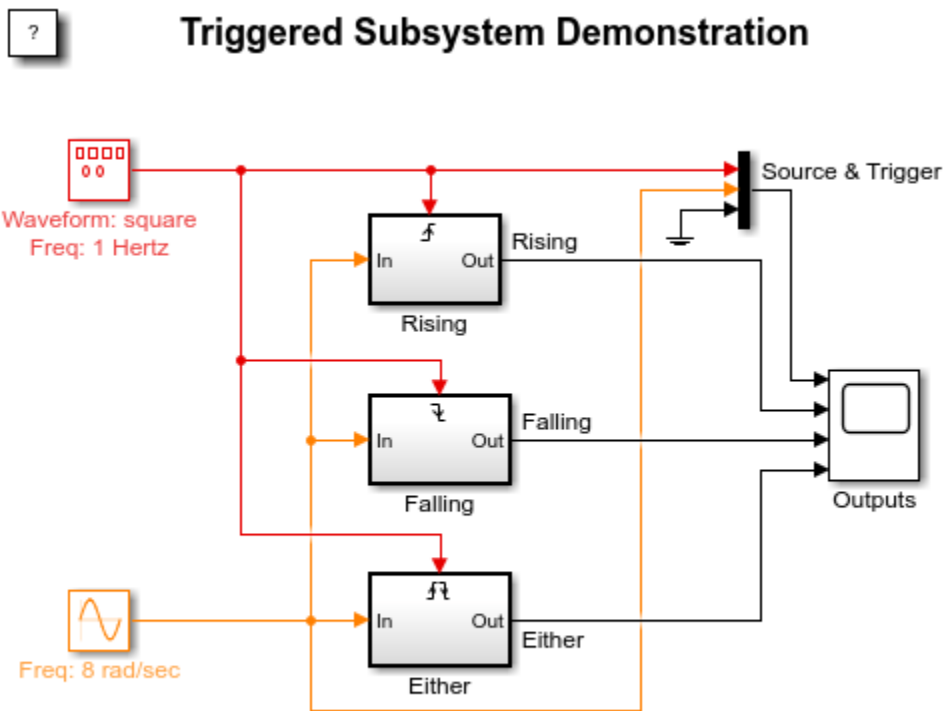 ?
Triggered Subsystem Demonstration
Source & Trigger
Waveform: square
Freq: 1 Hertz
Rising
In
Out
Rising
Falling
In
Out
Falling
Outputs
In
Out
Either
Freq: 8 rad/sec
Either